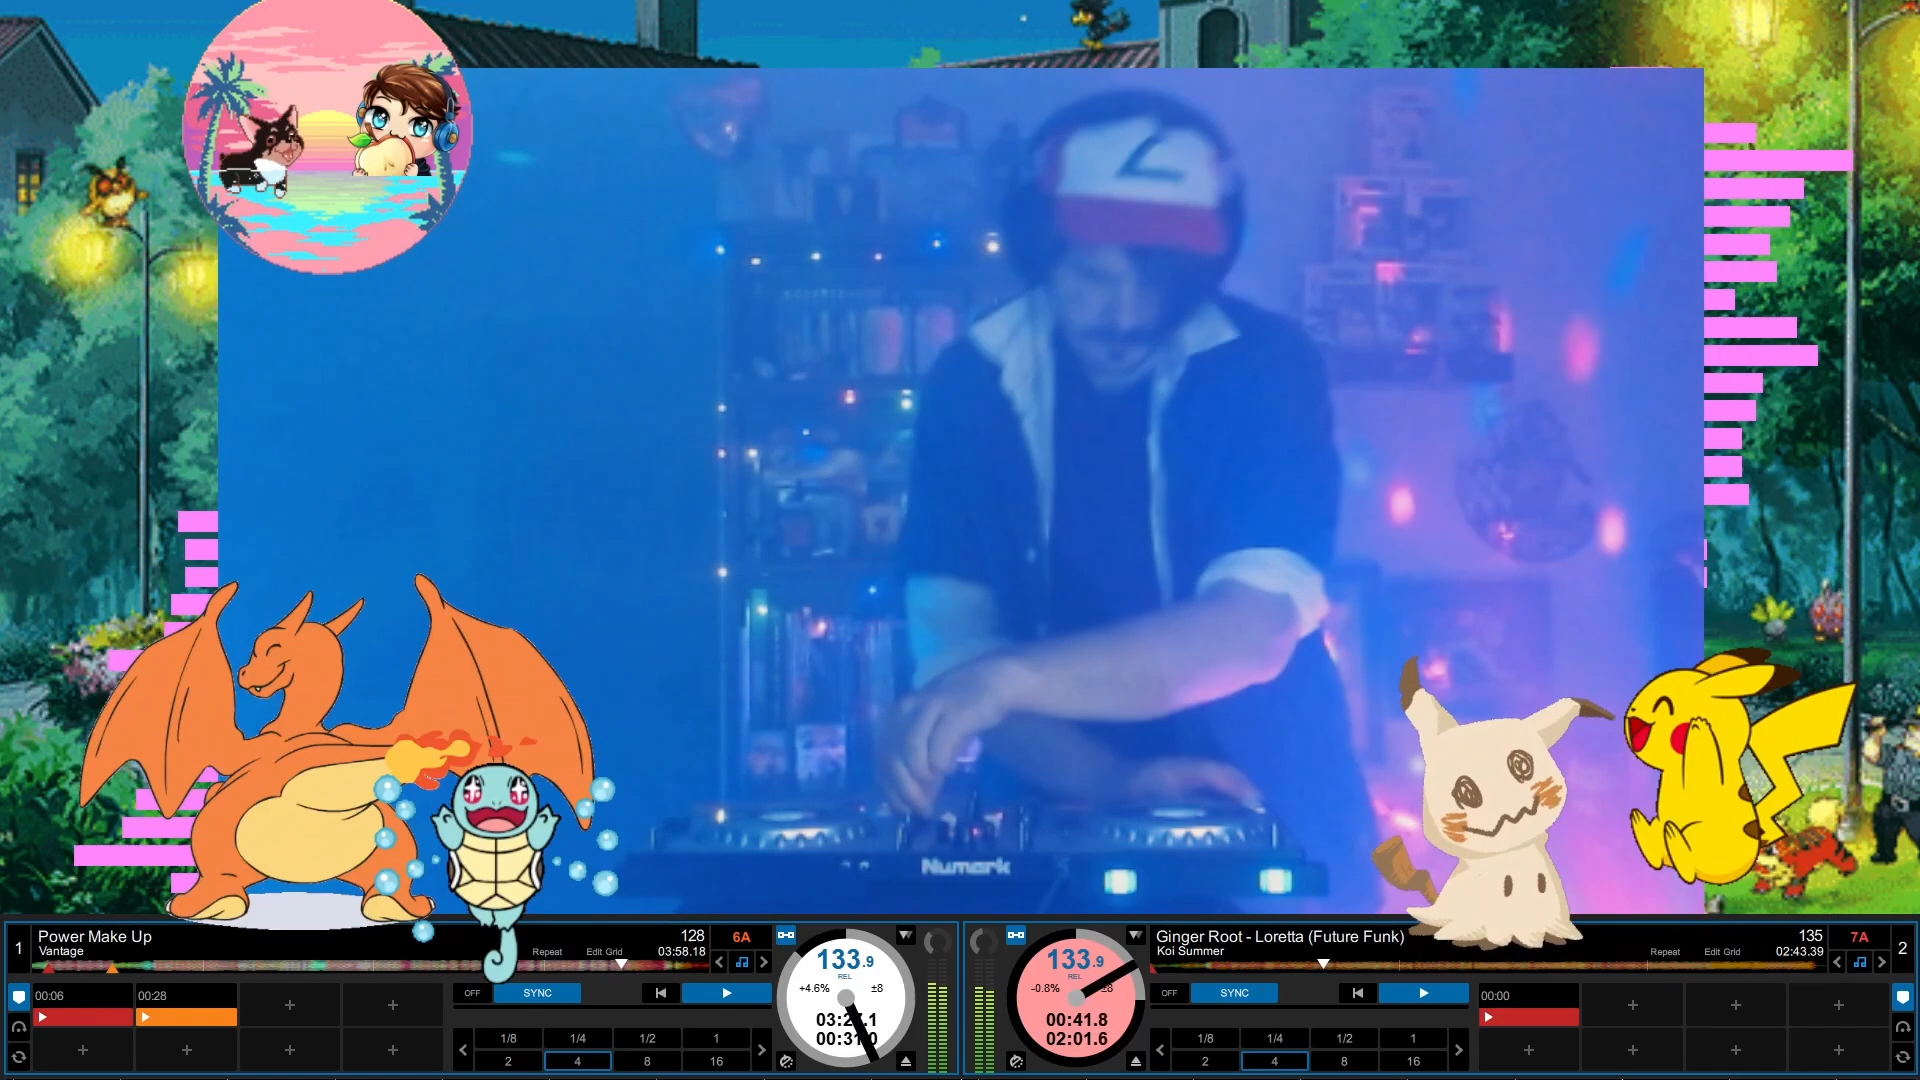 Numark
1
Power Make Up
Vantage
Repeat
Edit Grid
128
03:58.18
6A
00:06
00:28
OFF
SYNC
1/8 1/4 1/2 1
2 4 8 16
133.9
REL
+4.6% ±8
00:31.0
Ginger Root - Loretta (Future Funk)
Koi Summer
Repeat
Edit Grid
135
02:43.39
7A
2
133.9
REL
-0.8% ±8
00:41.8
02:01.6
OFF
SYNC
1/8 1/4 1/2 1
2 4 8 16
00:00